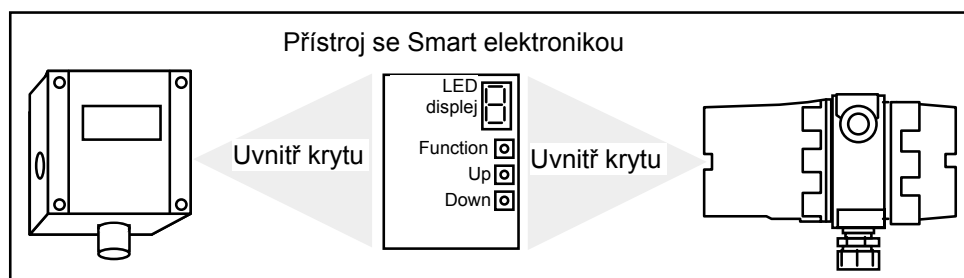 Přístroj se Smart elektronikou
LED
displej
Function
Up
Down
Uvnitř krytu
Uvnitř krytu